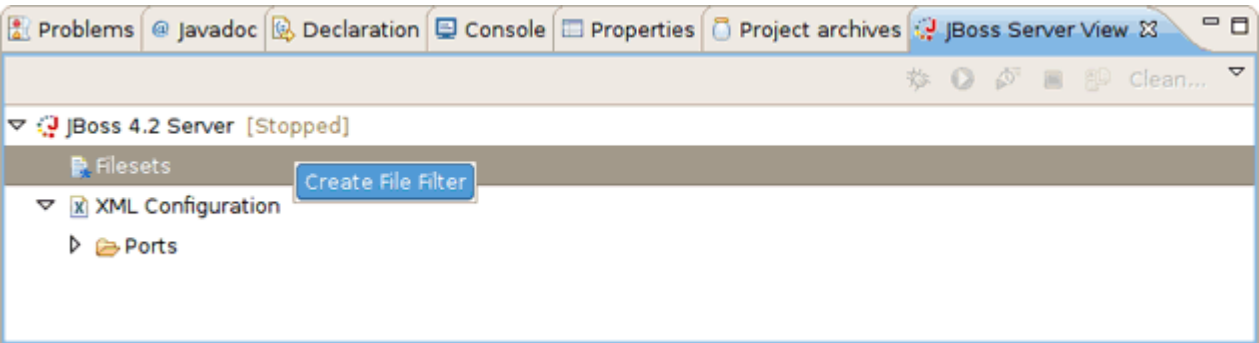 Problems @ Javadoc Declaration Console Properties Project archives JBoss Server View
Clean...
JBoss 4.2 Server [Stopped]
Filesets
Create File Filter
XML Configuration
Ports